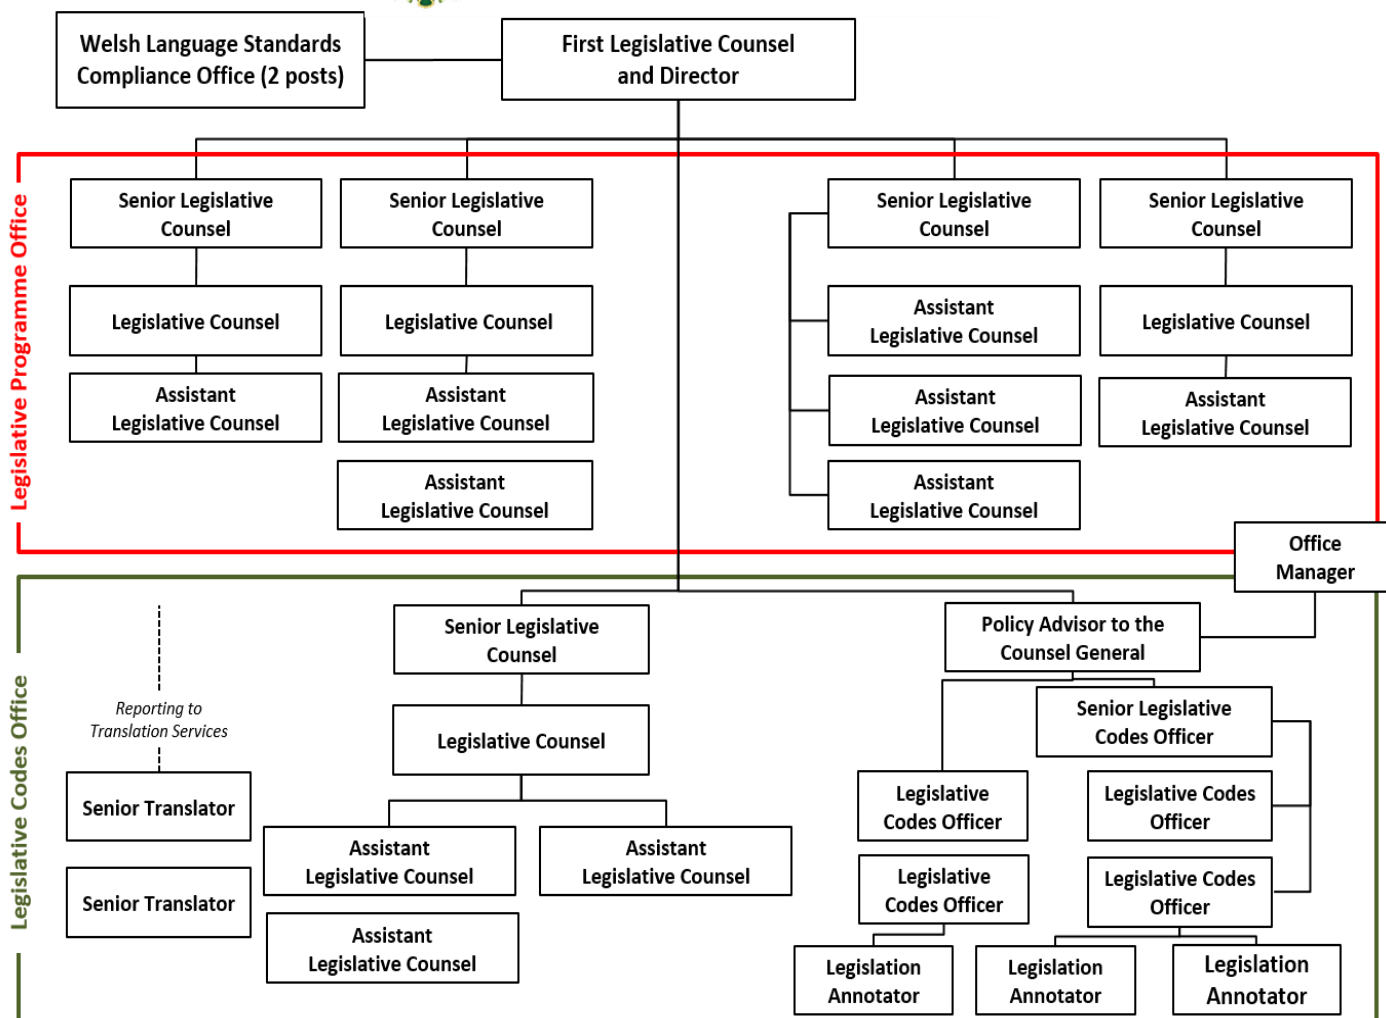 Welsh Language Standards
Compliance Office (2 posts)
First Legislative Counsel
and Director
Legislative Programme Office
Senior Legislative
Counsel
Legislative Counsel
Assistant
Legislative Counsel
Senior Legislative
Counsel
Legislative Counsel
Assistant
Legislative Counsel
Assistant
Legislative Counsel
Senior Legislative
Counsel
Assistant
Legislative Counsel
Assistant
Legislative Counsel
Assistant
Legislative Counsel
Senior Legislative
Counsel
Legislative Counsel
Assistant
Legislative Counsel
Office
Manager
Legislative Codes Office
Reporting to
Translation Services
Senior Translator
Senior Translator
Senior Legislative
Counsel
Legislative Counsel
Assistant
Legislative Counsel
Assistant
Legislative Counsel
Assistant
Legislative Counsel
Policy Advisor to the
Counsel General
Senior Legislative
Codes Officer
Legislative
Codes Officer
Legislative
Codes Officer
Legislation
Annotator
Legislative Codes
Officer
Legislative Codes
Officer
Legislation
Annotator
Legislation
Annotator